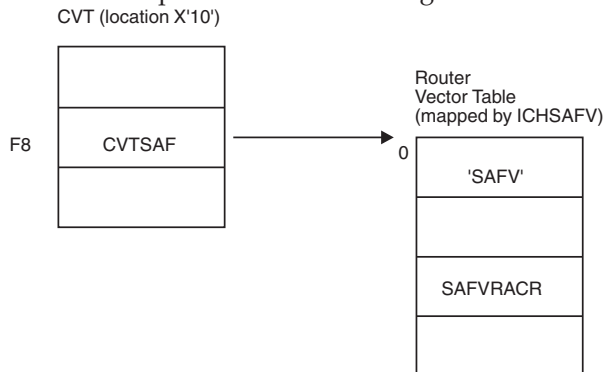 CVT (location X'10')
Router
Vector Table
(mapped by ICHSAFV)
F8
CVTSAF
0
'SAFV'
SAFVRACR